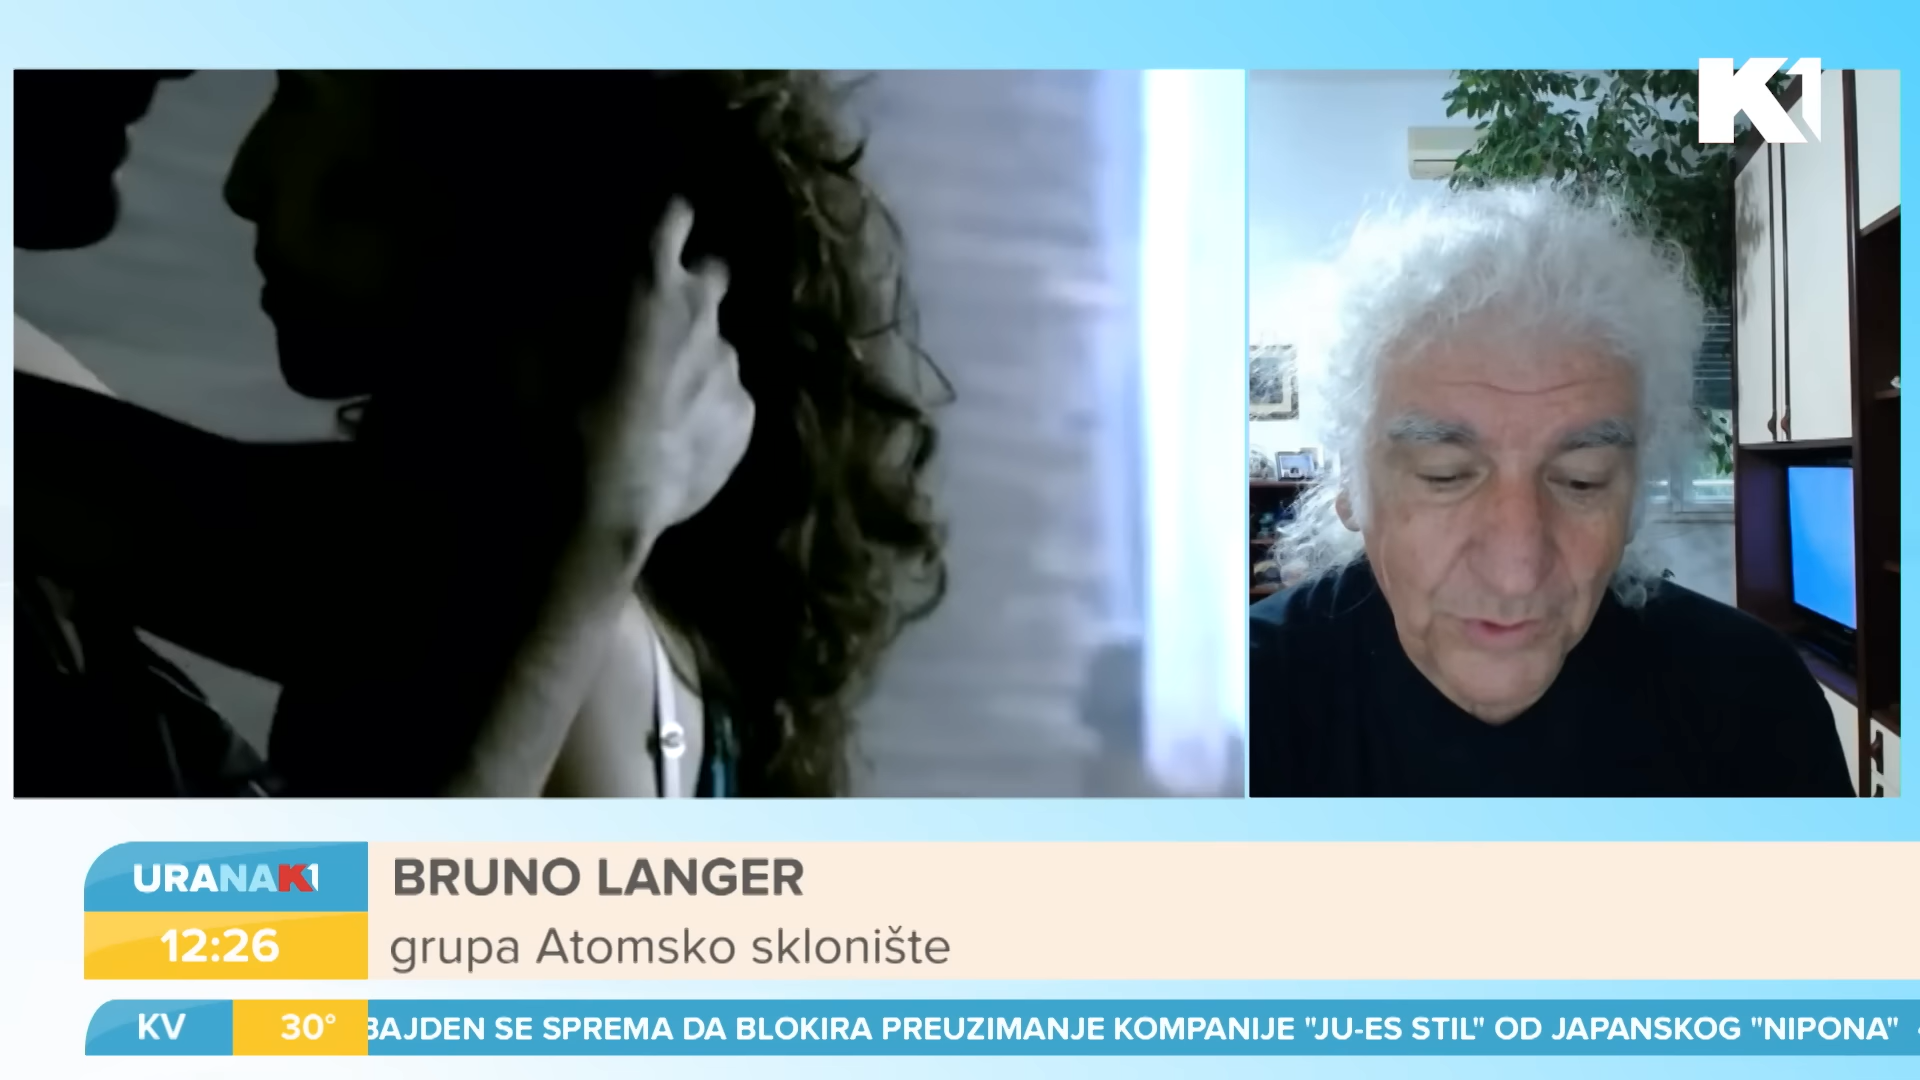 K1
URANAK1
BRUNO LANGER
12:26
grupa Atomsko sklonište
KV
30°
BAJDEN SE SPREMA DA BLOKIRA PREUZIMANJE KOMPANIJE "JU-ES STIL" OD JAPANSKOG "NIPONA"